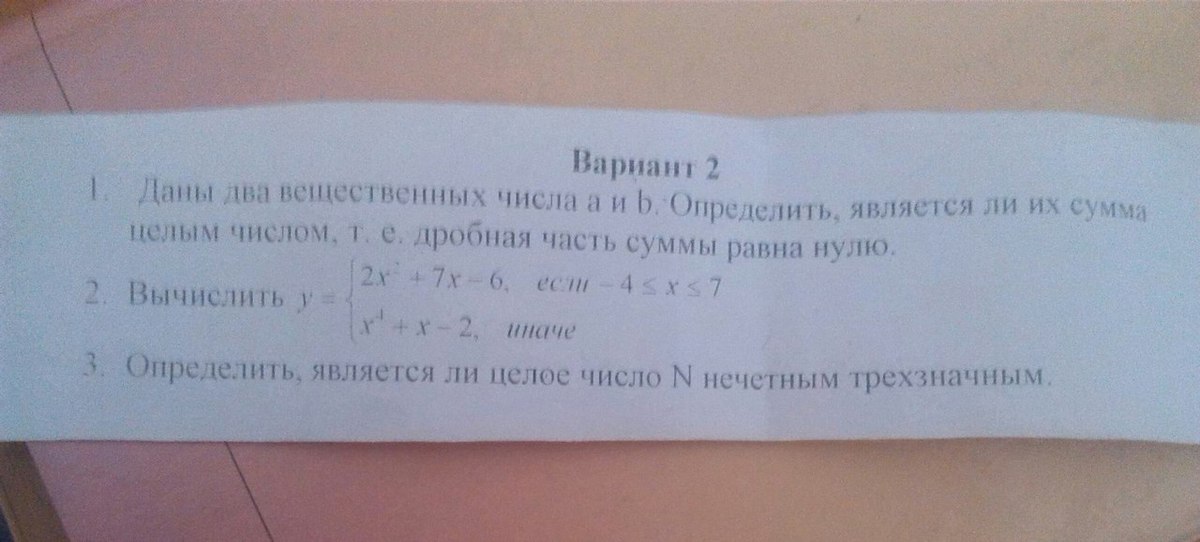 Вариант 2
1. Даны два вещественных числа a и b. Определить, является ли их сумма
целым числом, т. е. дробная часть суммы равна нулю.
2. Вычислить y = { 2x² + 7x − 6, если − 4 ≤ x ≤ 7
x⁴ + x − 2, иначе
3. Определить, является ли целое число N нечетным трехзначным.